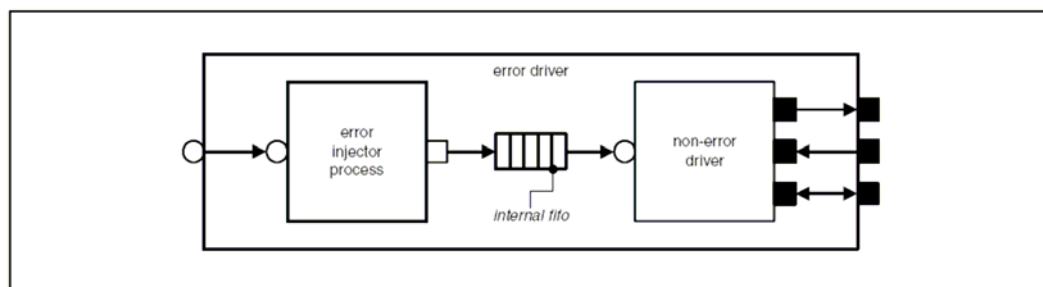 error driver
error
injector
process
internal fifo
non-error
driver